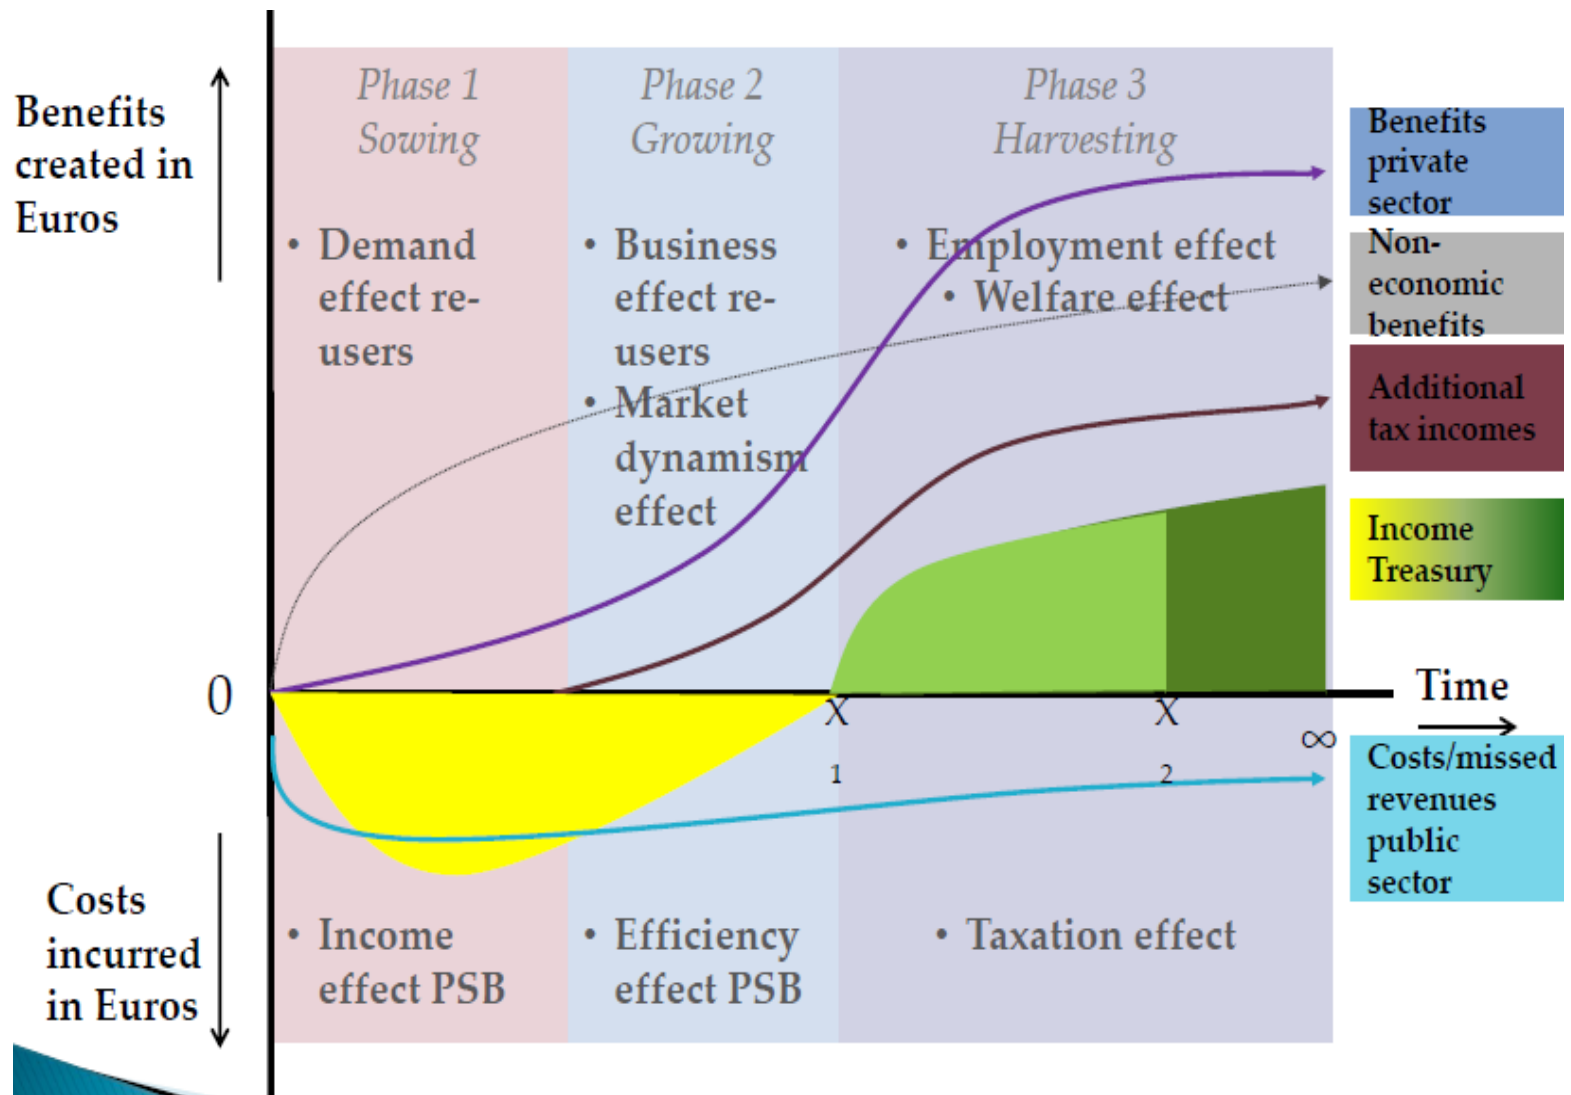 Benefits
created in
Euros
Phase 1
Sowing
Phase 2
Growing
Phase 3
Harvesting
• Demand
effect re-
users
• Business
effect re-
users
• Market
dynamism
effect
• Employment effect
• Welfare effect
Benefits
private
sector
Non-
economic
benefits
Additional
tax incomes
Income
Treasury
0
Time
X
1
X
2
∞
Costs/missed
revenues
public
sector
Costs
incurred
in Euros
• Income
effect PSB
• Efficiency
effect PSB
• Taxation effect